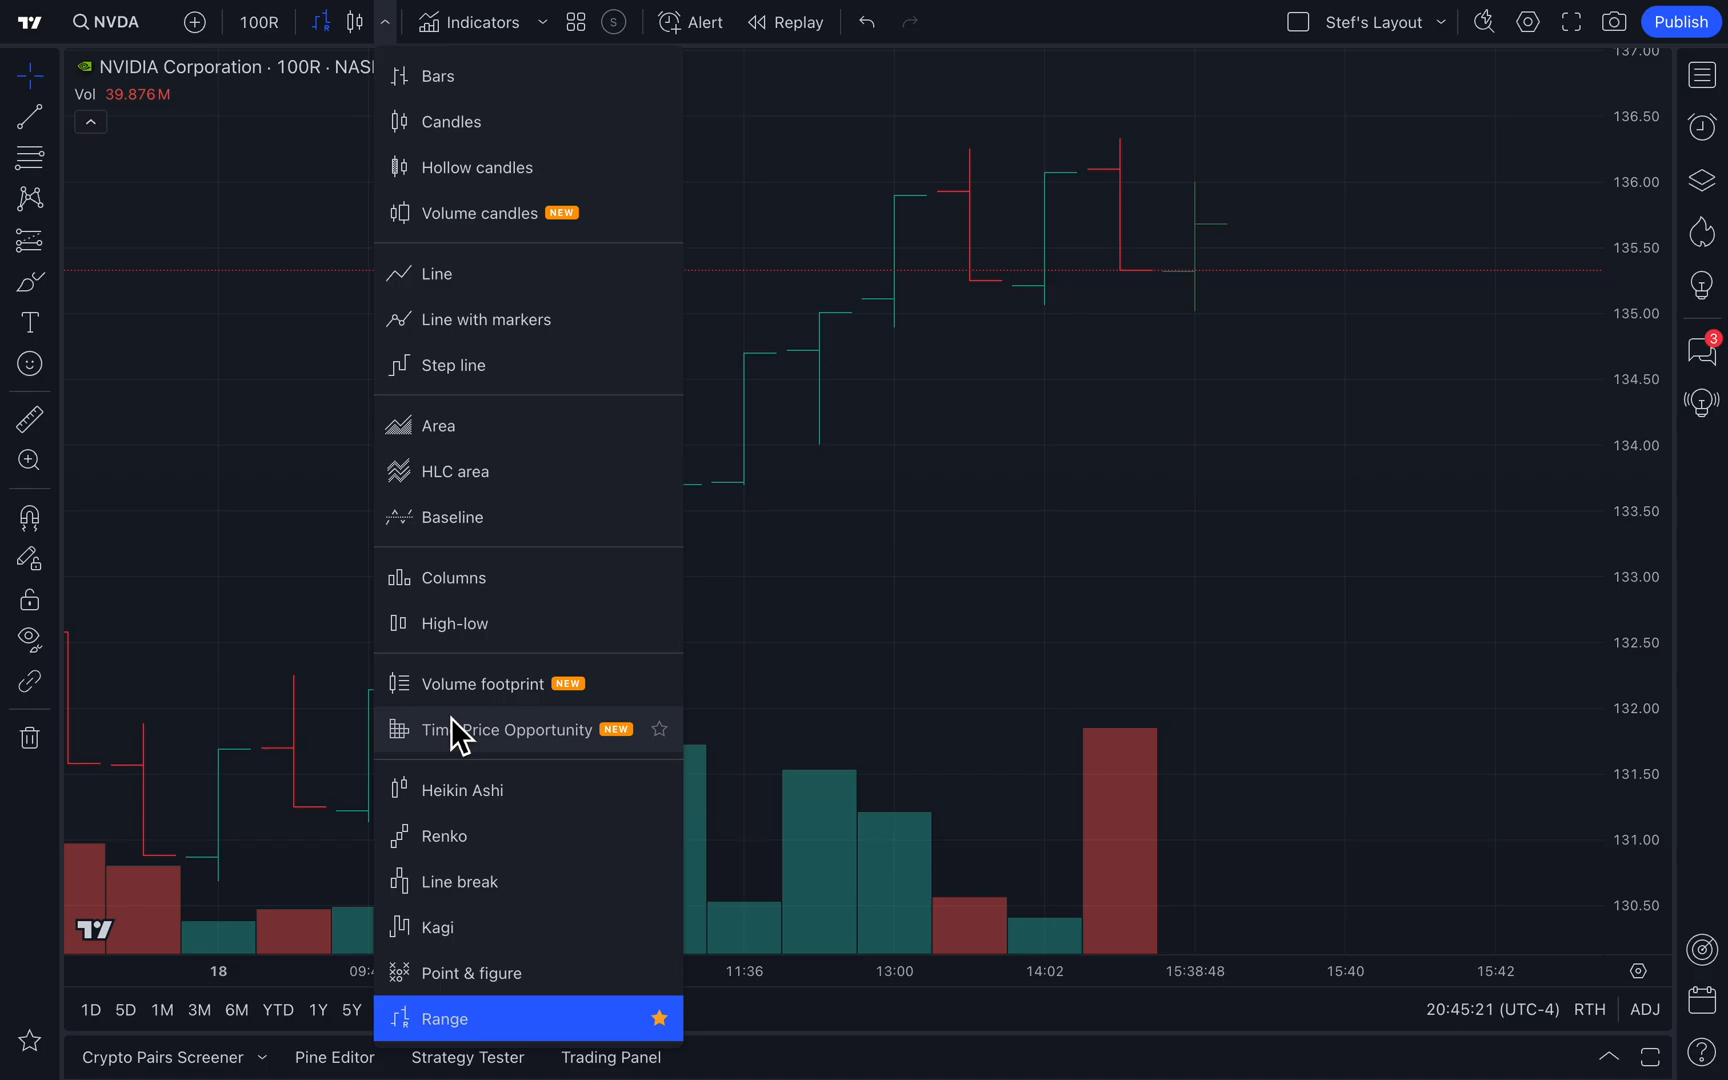 NVDA
100R
Indicators
S
Alert
Replay
Stef's Layout
Publish
NVIDIA Corporation · 100R · NAS
Vol 39.876M
Bars
Candles
Hollow candles
Volume candles NEW
Line
Line with markers
Step line
Area
HLC area
Baseline
Columns
High-low
Volume footprint NEW
Tim Price Opportunity NEW
Heikin Ashi
Renko
Line break
Kagi
Point & figure
Range
137.00
136.50
136.00
135.50
135.00
134.50
134.00
133.50
133.00
132.50
132.00
131.50
131.00
130.50
3
18
09:4
11:36
13:00
14:02
15:38:48
15:40
15:42
1D 5D 1M 3M 6M YTD 1Y 5Y
20:45:21 (UTC-4) RTH ADJ
Crypto Pairs Screener
Pine Editor
Strategy Tester
Trading Panel